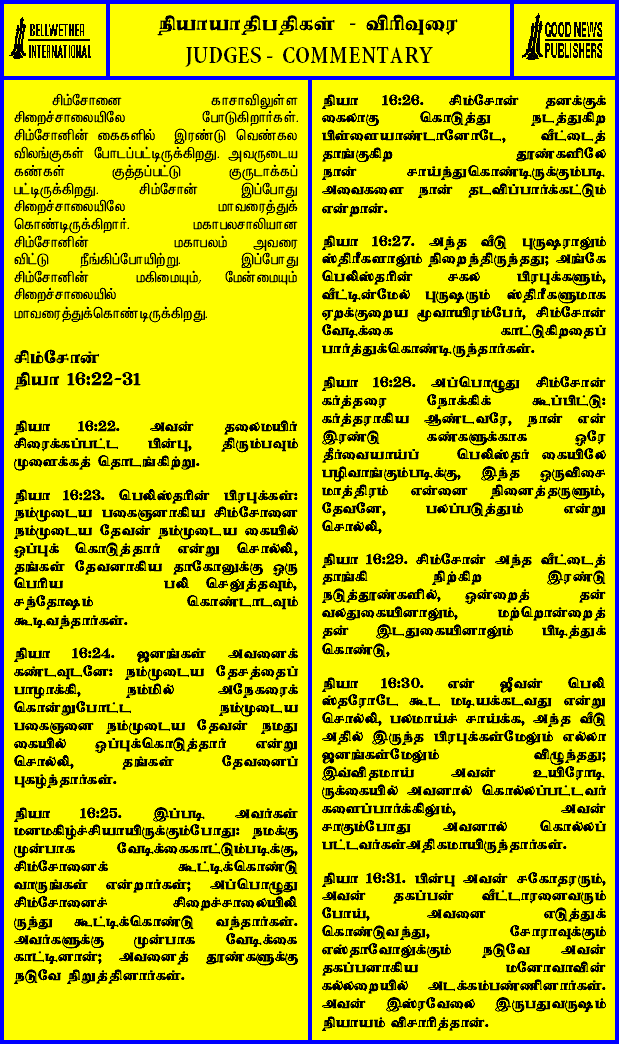 BELLWETHER
INTERNATIONAL
நியாயாதிபதிகள் - விரிவுரை
JUDGES - COMMENTARY
GOOD NEWS
PUBLISHERS
சிம்சோனை காசாவிலுள்ள
சிறைச்சாலையிலே போடுகிறார்கள்.
சிம்சோனின் கைகளில் இரண்டு வெண்கல
விலங்குகள் போடப்பட்டிருக்கிறது. அவருடைய
கண்கள் குத்தப்பட்டு குருடாக்கப்
பட்டிருக்கிறது. சிம்சோன் இப்போது
சிறைச்சாலையிலே மாவரைத்துக்
கொண்டிருக்கிறார். மகாபலசாலியான
சிம்சோனின் மகாபலம் அவரை
விட்டு நீங்கிப்போயிற்று. இப்போது
சிம்சோனின் மகிமையும், மேன்மையும்
சிறைச்சாலையில்
மாவரைத்துக்கொண்டிருக்கிறது.
சிம்சோன்
நியா 16:22-31
நியா 16:22. அவன் தலைமயிர்
சிரைக்கப்பட்ட பின்பு, திரும்பவும்
முளைக்கத் தொடங்கிற்று.
நியா 16:23. பெலிஸ்தரின் பிரபுக்கள்:
நம்முடைய பகைஞனாகிய சிம்சோனை
நம்முடைய தேவன் நம்முடைய கையில்
ஒப்புக் கொடுத்தார் என்று சொல்லி,
தங்கள் தேவனாகிய தாகோனுக்கு ஒரு
பெரிய பலி செலுத்தவும்,
சந்தோஷம் கொண்டாடவும்
கூடிவந்தார்கள்.
நியா 16:24. ஜனங்கள் அவனைக்
கண்டவுடனே: நம்முடைய தேசத்தைப்
பாழாக்கி, நம்மில் அநேகரைக்
கொன்றுபோட்ட நம்முடைய
பகைஞனை நம்முடைய தேவன் நமது
கையில் ஒப்புக்கொடுத்தார் என்று
சொல்லி, தங்கள் தேவனைப்
புகழ்ந்தார்கள்.
நியா 16:25. இப்படி அவர்கள்
மனமகிழ்ச்சியாயிருக்கும்போது: நமக்கு
முன்பாக வேடிக்கைகாட்டும்படிக்கு,
சிம்சோனைக் கூட்டிக்கொண்டு
வாருங்கள் என்றார்கள்; அப்பொழுது
சிம்சோனைச் சிறைச்சாலையிலி
ருந்து கூட்டிக்கொண்டு வந்தார்கள்.
அவர்களுக்கு முன்பாக வேடிக்கை
காட்டினான்; அவனைத் தூண்களுக்கு
நடுவே நிறுத்தினார்கள்.
நியா 16:26. சிம்சோன் தனக்குக்
கைலாகு கொடுத்து நடத்துகிற
பிள்ளையாண்டானோடே, வீட்டைத்
தாங்குகிற தூண்களிலே
நான் சாய்ந்துகொண்டிருக்கும்படி
அவைகளை நான் தடவிப்பார்க்கட்டும்
என்றான்.
நியா 16:27. அந்த வீடு புருஷராலும்
ஸ்திரீகளாலும் நிறைந்திருந்தது; அங்கே
பெலிஸ்தரின் சகல பிரபுக்களும்,
வீட்டின்மேல் புருஷரும் ஸ்திரீகளுமாக
ஏறக்குறைய மூவாயிரம்பேர், சிம்சோன்
வேடிக்கை காட்டுகிறதைப்
பார்த்துக்கொண்டிருந்தார்கள்.
நியா 16:28. அப்பொழுது சிம்சோன்
கர்த்தரை நோக்கிக் கூப்பிட்டு:
கர்த்தராகிய ஆண்டவரே, நான் என்
இரண்டு கண்களுக்காக ஒரே
தீர்வையாய்ப் பெலிஸ்தர் கையிலே
பழிவாங்கும்படிக்கு, இந்த ஒருவிசை
மாத்திரம் என்னை நினைத்தருளும்,
தேவனே, பலப்படுத்தும் என்று
சொல்லி,
நியா 16:29. சிம்சோன் அந்த வீட்டைத்
தாங்கி நிற்கிற இரண்டு
நடுத்தூண்களில், ஒன்றைத் தன்
வலதுகையினாலும், மற்றொன்றைத்
தன் இடதுகையினாலும் பிடித்துக்
கொண்டு,
நியா 16:30. என் ஜீவன் பெலி
ஸ்தரோடே கூட மடியக்கடவது என்று
சொல்லி, பலமாய்ச் சாய்க்க, அந்த வீடு
அதில் இருந்த பிரபுக்கள்மேலும் எல்லா
ஜனங்கள்மேலும் விழுந்தது;
இவ்விதமாய் அவன் உயிரோடி
ருக்கையில் அவனால் கொல்லப்பட்டவர்
களைப்பார்க்கிலும், அவன்
சாகும்போது அவனால் கொல்லப்
பட்டவர்கள்அதிகமாயிருந்தார்கள்.
நியா 16:31. பின்பு அவன் சகோதரரும்,
அவன் தகப்பன் வீட்டாரனைவரும்
போய், அவனை எடுத்துக்
கொண்டுவந்து, சோராவுக்கும்
எஸ்தாவோலுக்கும் நடுவே அவன்
தகப்பனாகிய மனோவாவின்
கல்லறையில் அடக்கம்பண்ணினார்கள்.
அவன் இஸ்ரவேலை இருபதுவருஷம்
நியாயம் விசாரித்தான்.